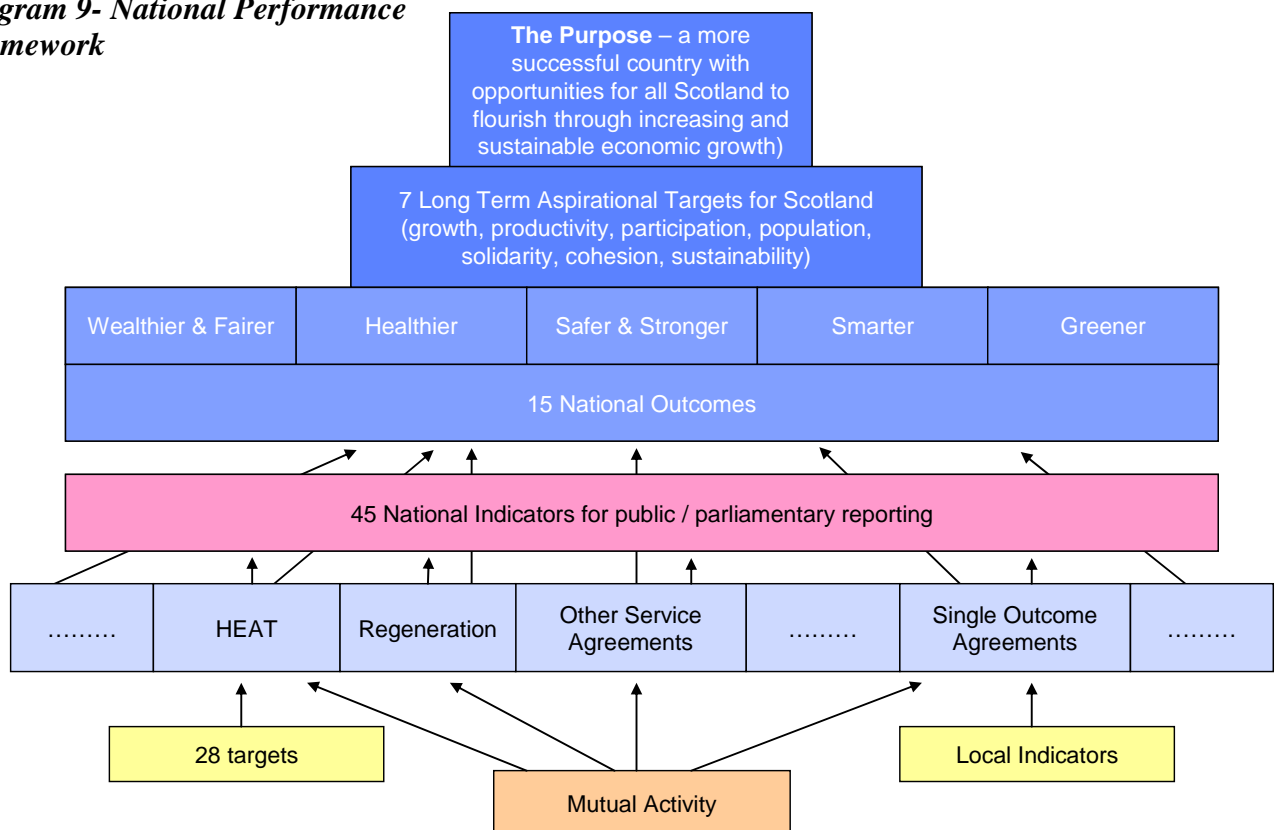 gram 9- National Performance
mework
The Purpose – a more
successful country with
opportunities for all Scotland to
flourish through increasing and
sustainable economic growth)
7 Long Term Aspirational Targets for Scotland
(growth, productivity, participation, population,
solidarity, cohesion, sustainability)
Wealthier & Fairer
Healthier
Safer & Stronger
Smarter
Greener
15 National Outcomes
45 National Indicators for public / parliamentary reporting
………
HEAT
Regeneration
Other Service
Agreements
………
Single Outcome
Agreements
………
28 targets
Local Indicators
Mutual Activity